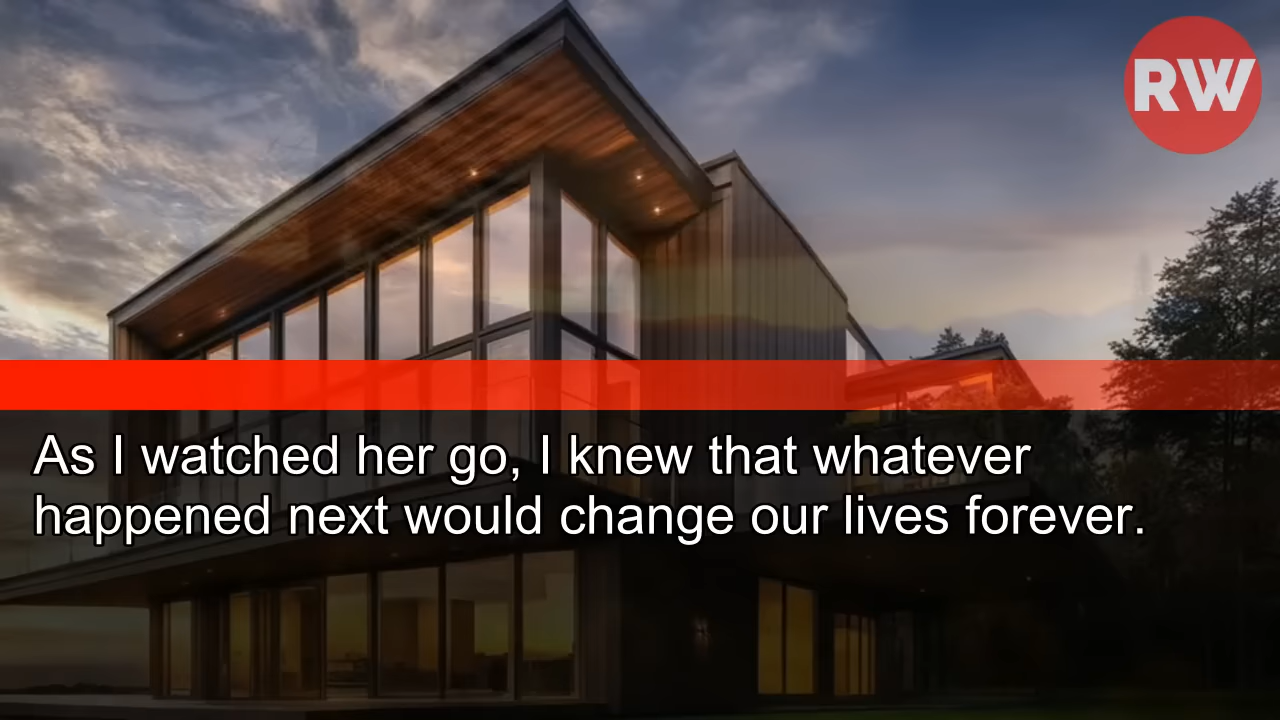 RW
As I watched her go, I knew that whatever
happened next would change our lives forever.